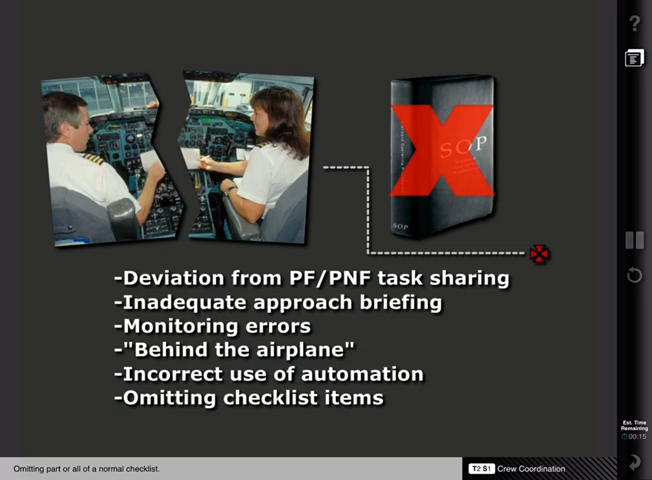 SOP
SOP
-Deviation from PF/PNF task sharing
-Inadequate approach briefing
-Monitoring errors
-"Behind the airplane"
-Incorrect use of automation
-Omitting checklist items
?
Est. Time
Remaining
00:15
Omitting part or all of a normal checklist.
T2 S1 Crew Coordination